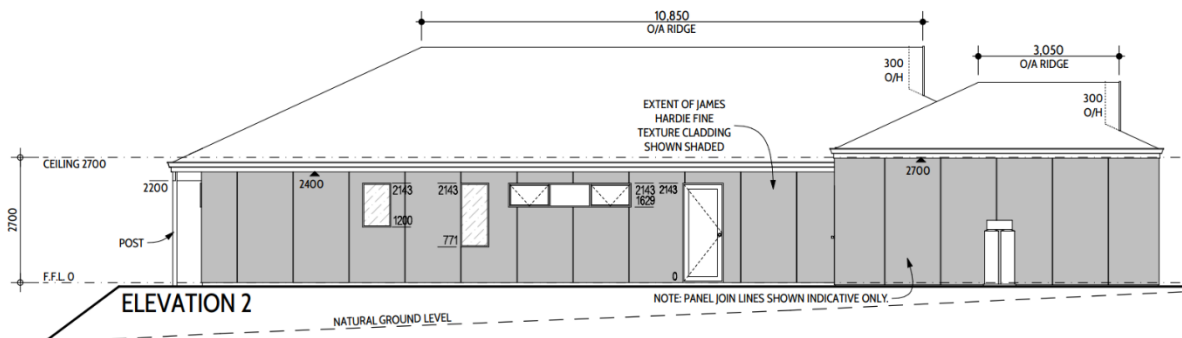 10,850
O/A RIDGE
3,050
O/A RIDGE
300
O/H
300
O/H
EXTENT OF JAMES
HARDIE FINE
TEXTURE CLADDING
SHOWN SHADED
CEILING 2700
2700
2200
2400
2143
1200
2143
771
2143
1629
2143
0
2700
POST
F.F.L. 0
ELEVATION 2
NOTE: PANEL JOIN LINES SHOWN INDICATIVE ONLY.
NATURAL GROUND LEVEL